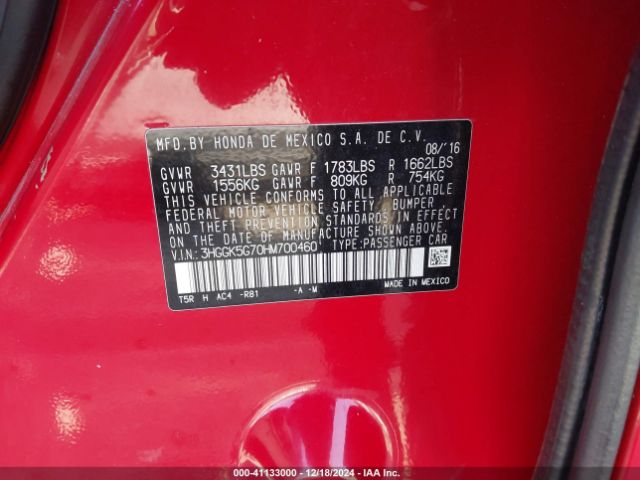 MFD.BY HONDA DE MEXICO S.A. DE C.V.
08/'16
GVWR 3431LBS GAWR F 1783LBS R 1662LBS
GVWR 1556KG GAWR F 809KG R 754KG
THIS VEHICLE CONFORMS TO ALL APPLICABLE
FEDERAL MOTOR VEHICLE SAFETY, BUMPER,
AND THEFT PREVENTION STANDARDS IN EFFECT
ON THE DATE OF MANUFACTURE SHOWN ABOVE.
V.I.N: 3HGGK5G70HM700460 TYPE: PASSENGER CAR
T5R H AC4 -R81 -A -M MADE IN MEXICO
000-41133000 - 12/18/2024 - IAA Inc.